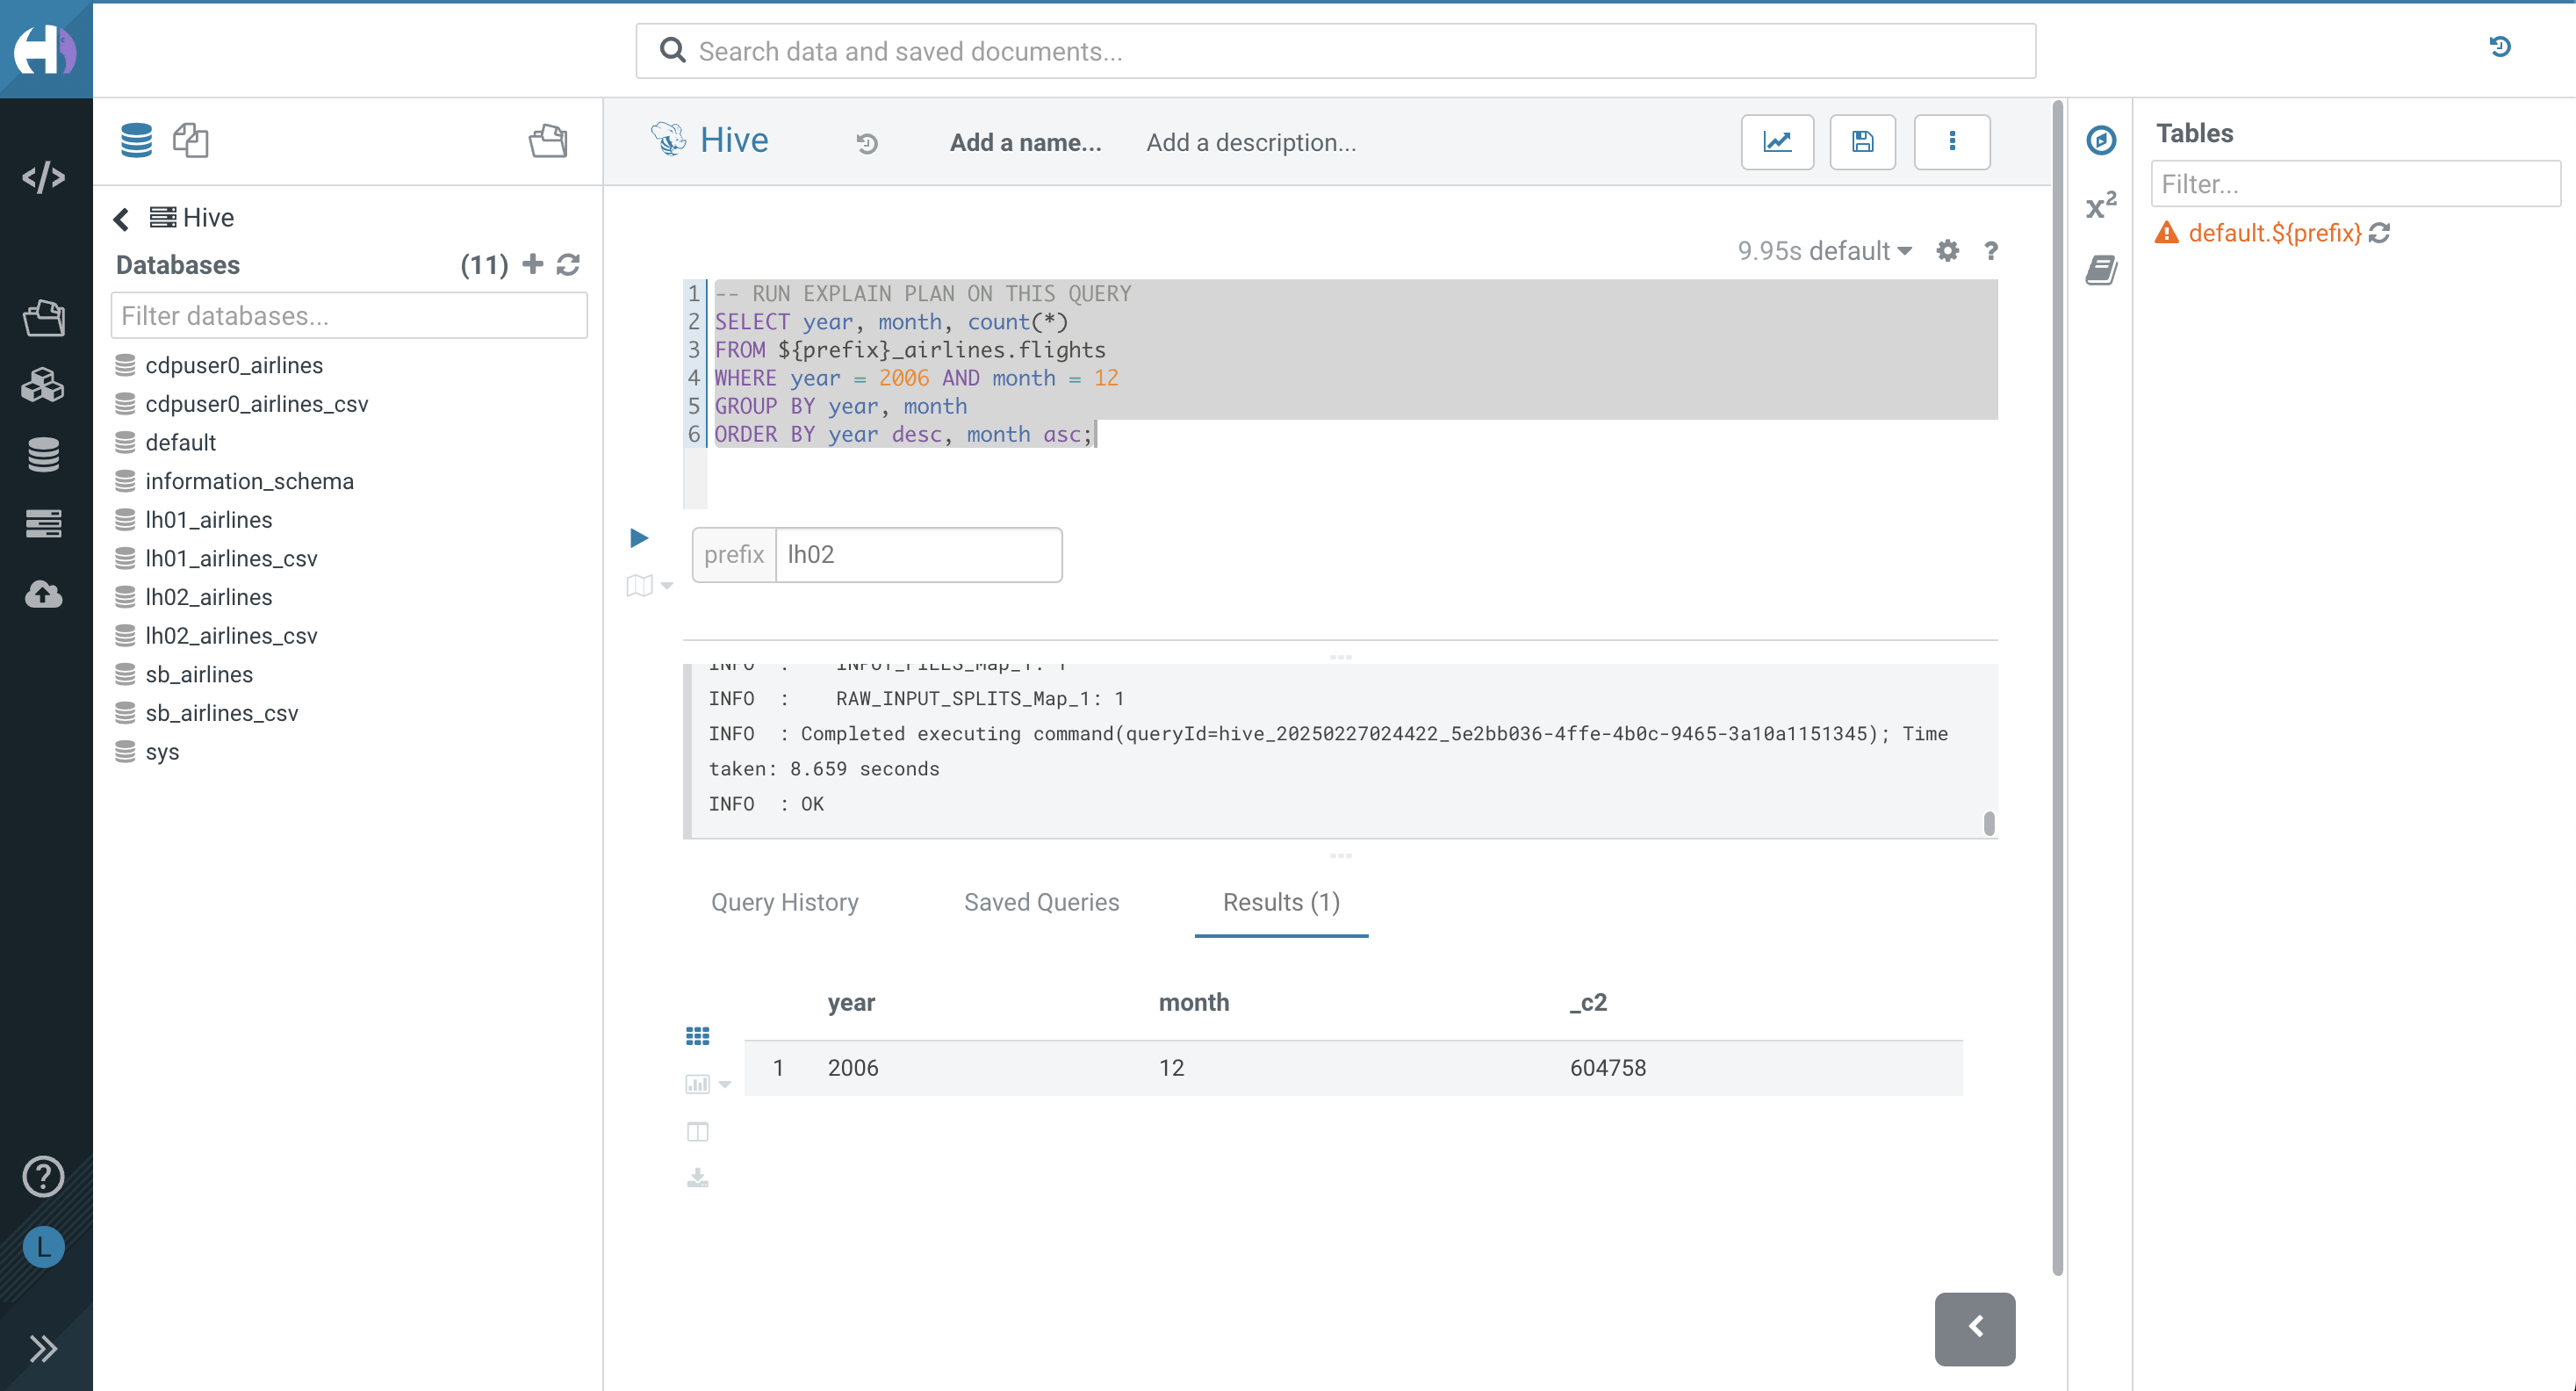 Search data and saved documents...
Hive
Databases (11)
Filter databases...
cdpuser0_airlines
cdpuser0_airlines_csv
default
information_schema
lh01_airlines
lh01_airlines_csv
lh02_airlines
lh02_airlines_csv
sb_airlines
sb_airlines_csv
sys
?
L
Hive Add a name... Add a description...
9.95s default ?
1 -- RUN EXPLAIN PLAN ON THIS QUERY
2 SELECT year, month, count(*)
3 FROM ${prefix}_airlines.flights
4 WHERE year = 2006 AND month = 12
5 GROUP BY year, month
6 ORDER BY year desc, month asc;
prefix lh02
INFO : INPUT_FILES_Map_1: 1
INFO : RAW_INPUT_SPLITS_Map_1: 1
INFO : Completed executing command(queryId=hive_20250227024422_5e2bb036-4ffe-4b0c-9465-3a10a1151345); Time
taken: 8.659 seconds
INFO : OK
Query History Saved Queries Results (1)
year month _c2
1 2006 12 604758
x²
Tables
Filter...
default.${prefix}